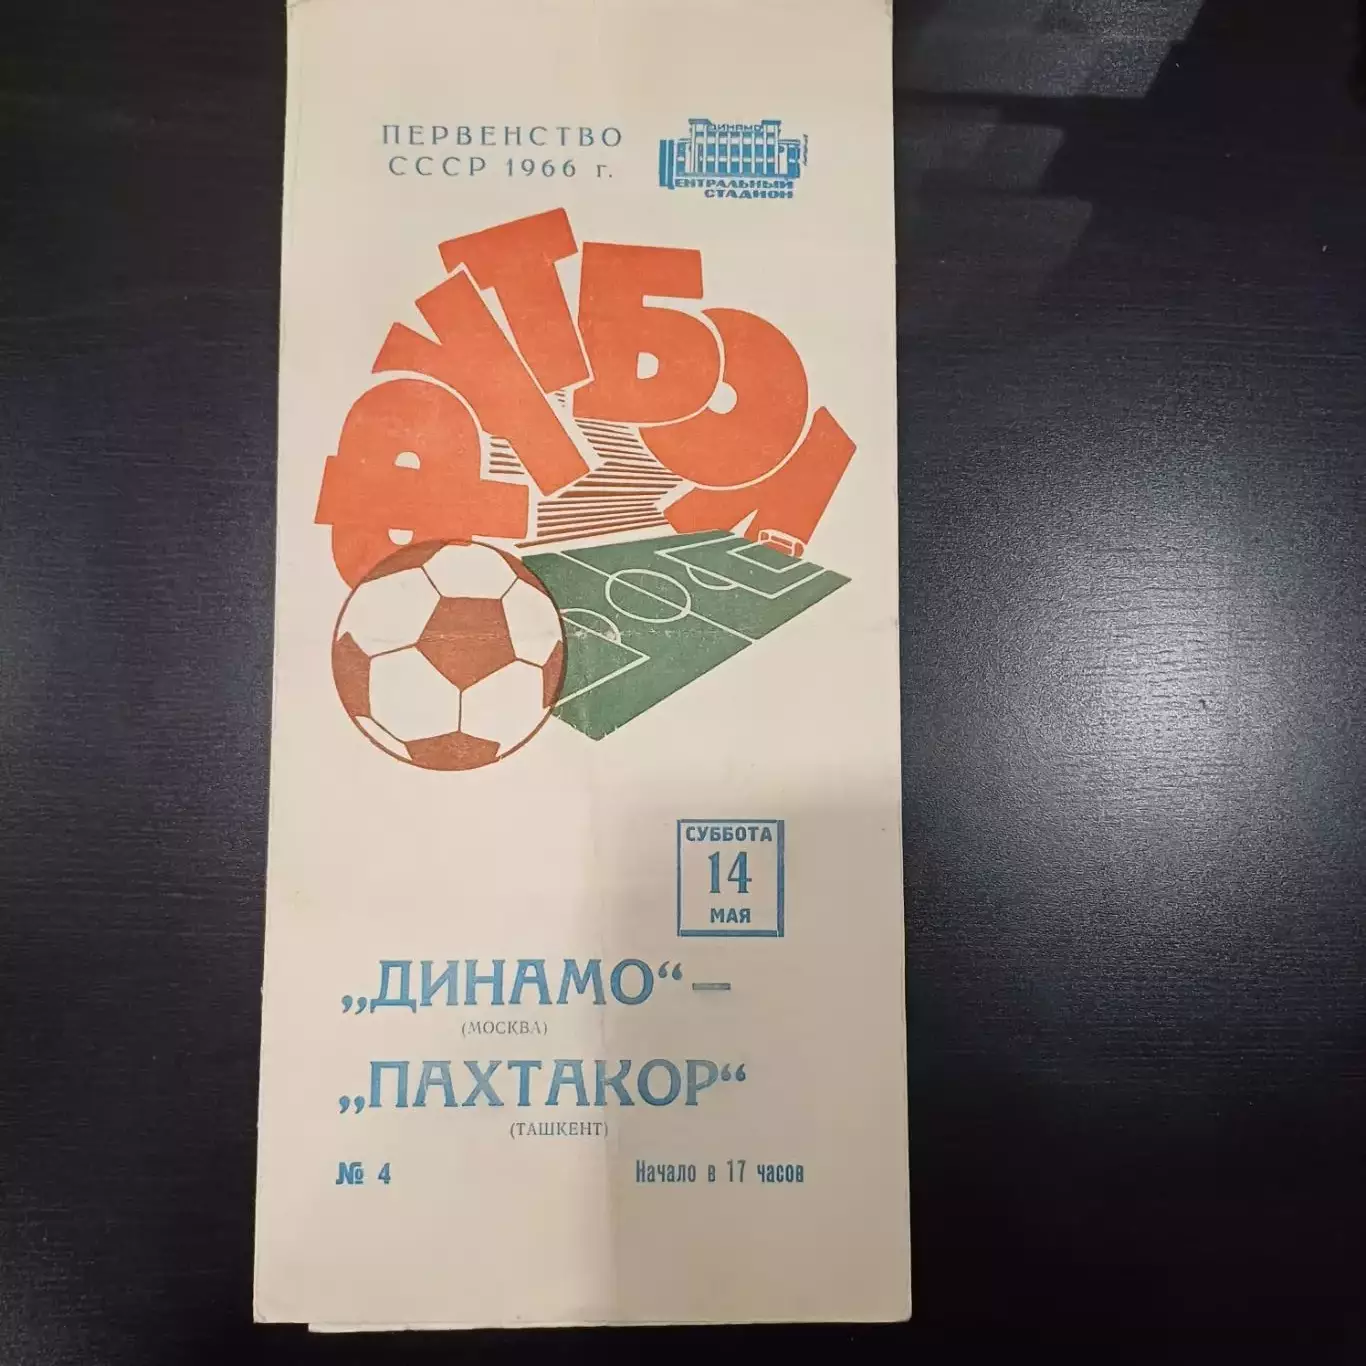 ПЕРВЕНСТВО
СССР 1966 г.
ДИНАМО
ЦЕНТРАЛЬНЫЙ
СТАДИОН
ФУТБОЛ
СУББОТА
14
МАЯ
„ДИНАМО“ –
(МОСКВА)
„ПАХТАКОР“
(ТАШКЕНТ)
№ 4
Начало в 17 часов